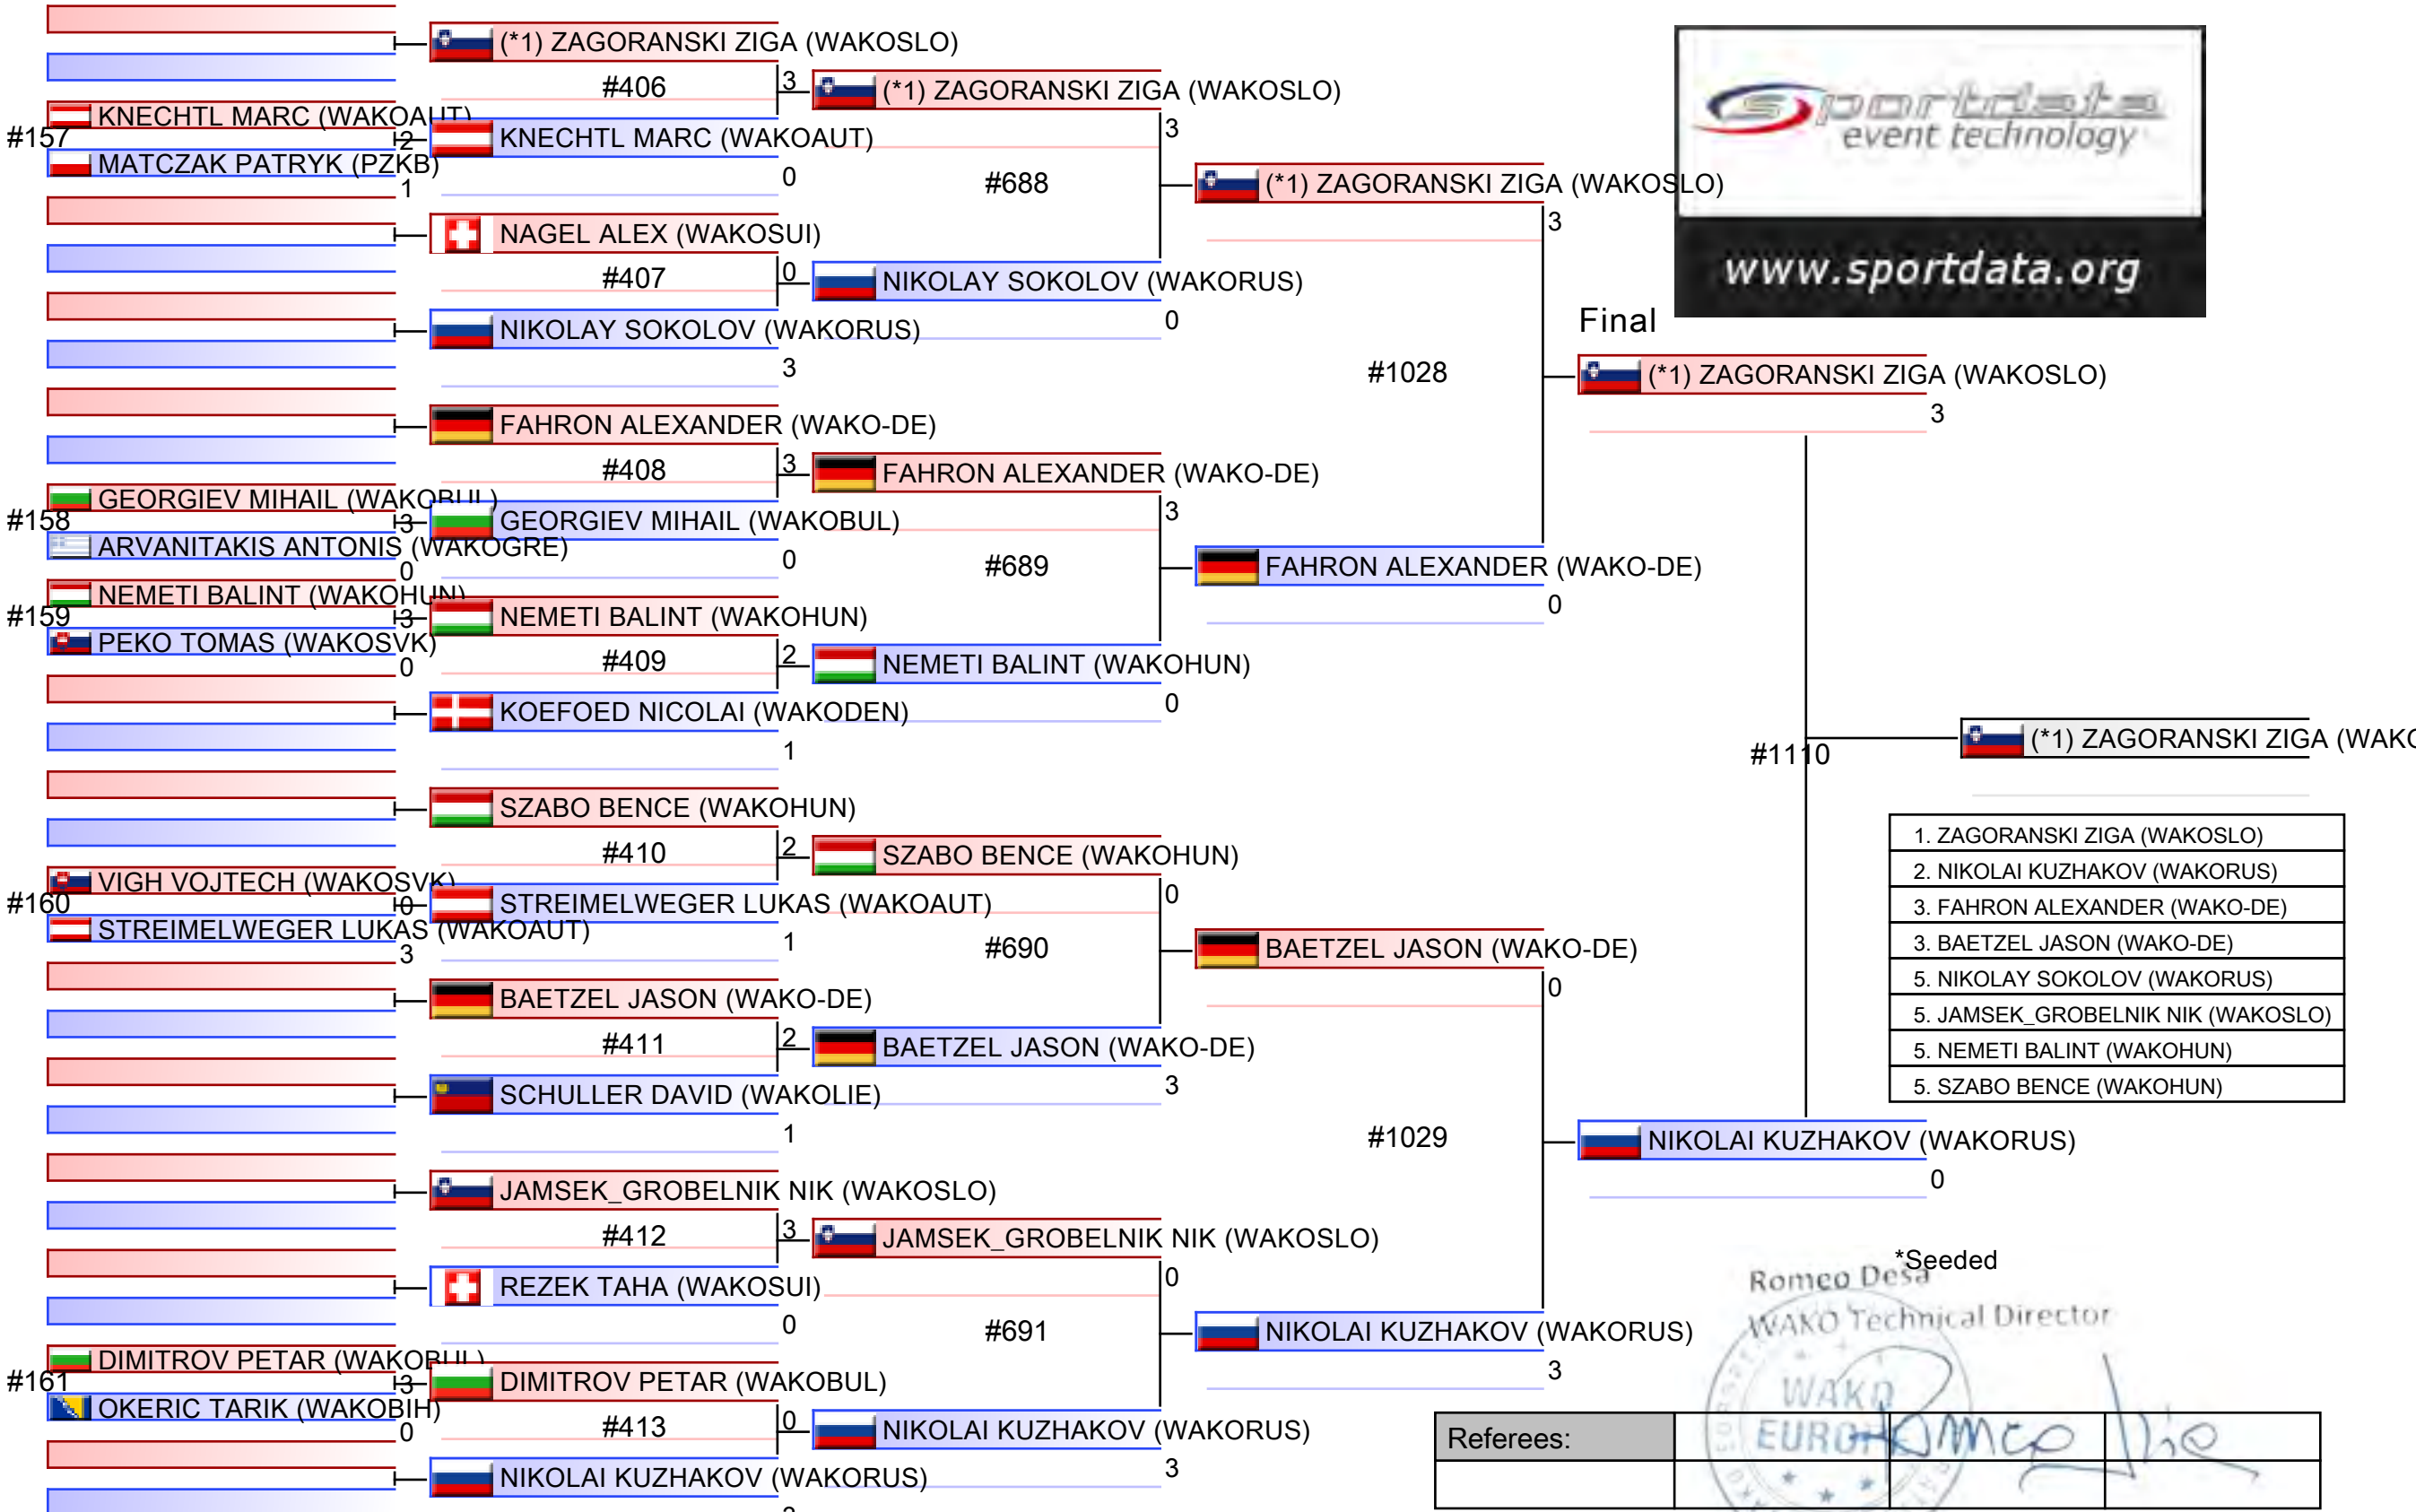 (*1) ZAGORANSKI ZIGA (WAKOSLO)
#406
3
(*1) ZAGORANSKI ZIGA (WAKOSLO)
sportdata
event technology
www.sportdata.org
KNECHTL MARC (WAKOAUT)
#157
2
KNECHTL MARC (WAKOAUT)
3
MATCZAK PATRYK (PZKB)
1
0
#688
(*1) ZAGORANSKI ZIGA (WAKOSLO)
3
NAGEL ALEX (WAKOSUI)
#407
0
NIKOLAY SOKOLOV (WAKORUS)
0
NIKOLAY SOKOLOV (WAKORUS)
3
Final
#1028
(*1) ZAGORANSKI ZIGA (WAKOSLO)
3
FAHRON ALEXANDER (WAKO-DE)
#408
3
FAHRON ALEXANDER (WAKO-DE)
3
GEORGIEV MIHAIL (WAKOBUL)
#158
3
GEORGIEV MIHAIL (WAKOBUL)
ARVANITAKIS ANTONIS (WAKOGRE)
0
0
#689
FAHRON ALEXANDER (WAKO-DE)
0
NEMETI BALINT (WAKOHUN)
#159
3
NEMETI BALINT (WAKOHUN)
PEKO TOMAS (WAKOSVK)
0
#409
2
NEMETI BALINT (WAKOHUN)
0
KOEFOED NICOLAI (WAKODEN)
1
#1110
(*1) ZAGORANSKI ZIGA (WAKO
SZABO BENCE (WAKOHUN)
#410
2
SZABO BENCE (WAKOHUN)
0
VIGH VOJTECH (WAKOSVK)
#160
0
STREIMELWEGER LUKAS (WAKOAUT)
STREIMELWEGER LUKAS (WAKOAUT)
3
1
#690
BAETZEL JASON (WAKO-DE)
0
1. ZAGORANSKI ZIGA (WAKOSLO)
2. NIKOLAI KUZHAKOV (WAKORUS)
3. FAHRON ALEXANDER (WAKO-DE)
3. BAETZEL JASON (WAKO-DE)
5. NIKOLAY SOKOLOV (WAKORUS)
5. JAMSEK_GROBELNIK NIK (WAKOSLO)
5. NEMETI BALINT (WAKOHUN)
5. SZABO BENCE (WAKOHUN)
BAETZEL JASON (WAKO-DE)
#411
2
BAETZEL JASON (WAKO-DE)
3
SCHULLER DAVID (WAKOLIE)
1
#1029
NIKOLAI KUZHAKOV (WAKORUS)
0
JAMSEK_GROBELNIK NIK (WAKOSLO)
#412
3
JAMSEK_GROBELNIK NIK (WAKOSLO)
0
REZEK TAHA (WAKOSUI)
0
#691
NIKOLAI KUZHAKOV (WAKORUS)
3
DIMITROV PETAR (WAKOBUL)
#161
3
DIMITROV PETAR (WAKOBUL)
OKERIC TARIK (WAKOBIH)
0
#413
0
NIKOLAI KUZHAKOV (WAKORUS)
3
NIKOLAI KUZHAKOV (WAKORUS)
*Seeded
Romeo Desa
WAKO Technical Director
WAKO
EUROPE
Referees: